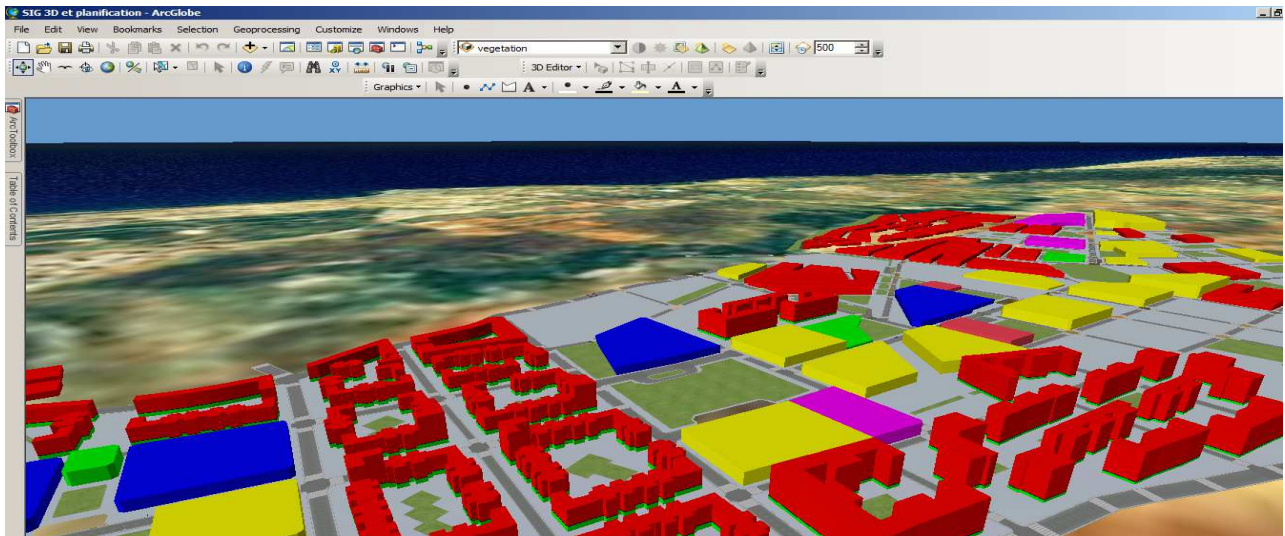 SIG 3D et planification - ArcGlobe
File Edit View Bookmarks Selection Geoprocessing Customize Windows Help
vegetation 500
3D Editor
Graphics A A
ArcToolbox
Table of Contents